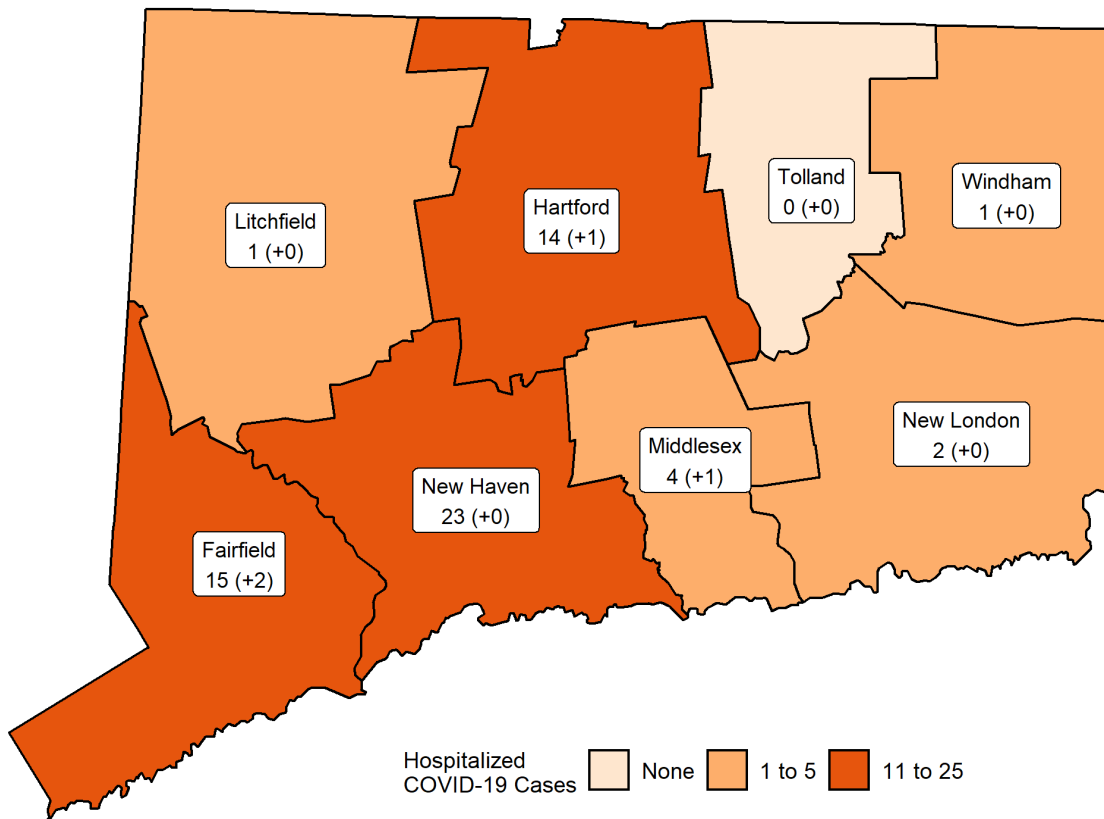 Litchfield
1 (+0)
Hartford
14 (+1)
Tolland
0 (+0)
Windham
1 (+0)
Fairfield
15 (+2)
New Haven
23 (+0)
Middlesex
4 (+1)
New London
2 (+0)
Hospitalized
COVID-19 Cases
None
1 to 5
11 to 25